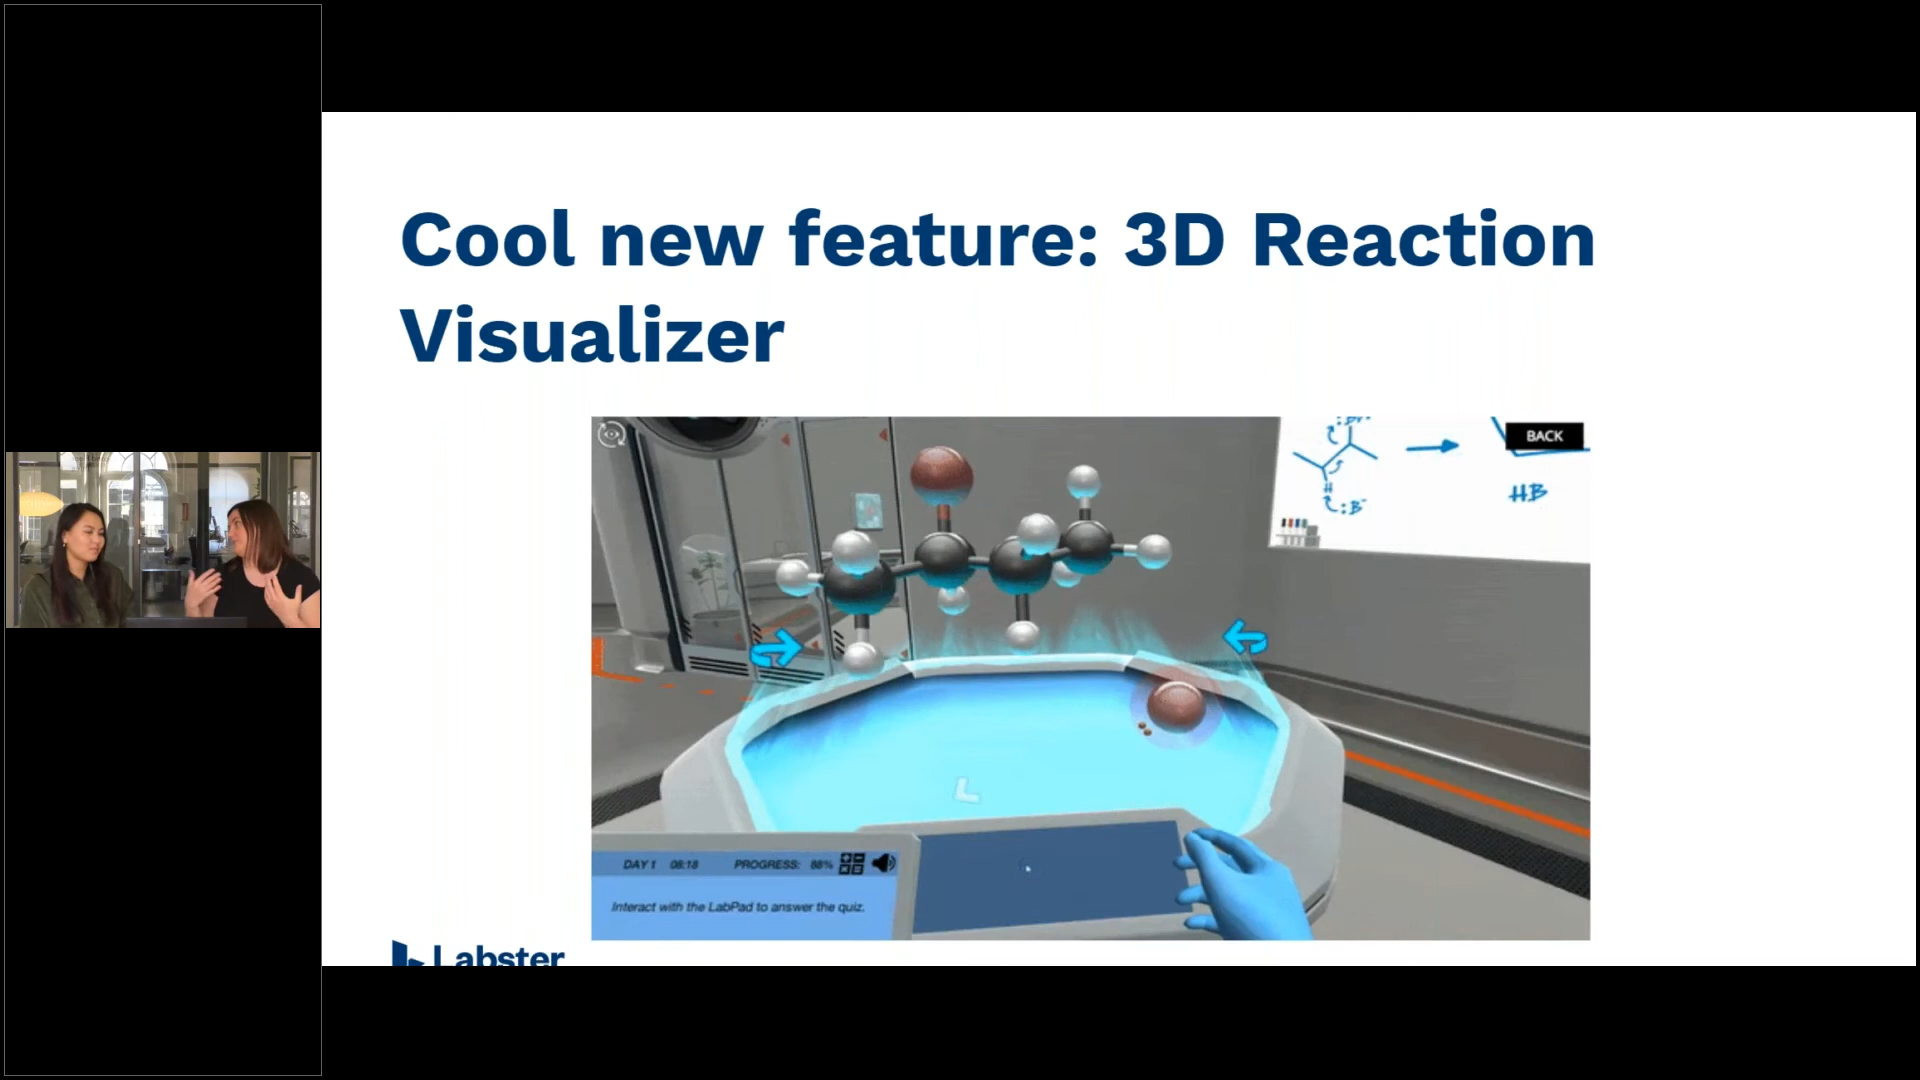 Cool new feature: 3D Reaction
Visualizer
BACK
H
:B⁻
HB
DAY 1 08:18 PROGRESS: 88%
Interact with the LabPad to answer the quiz.
Labster